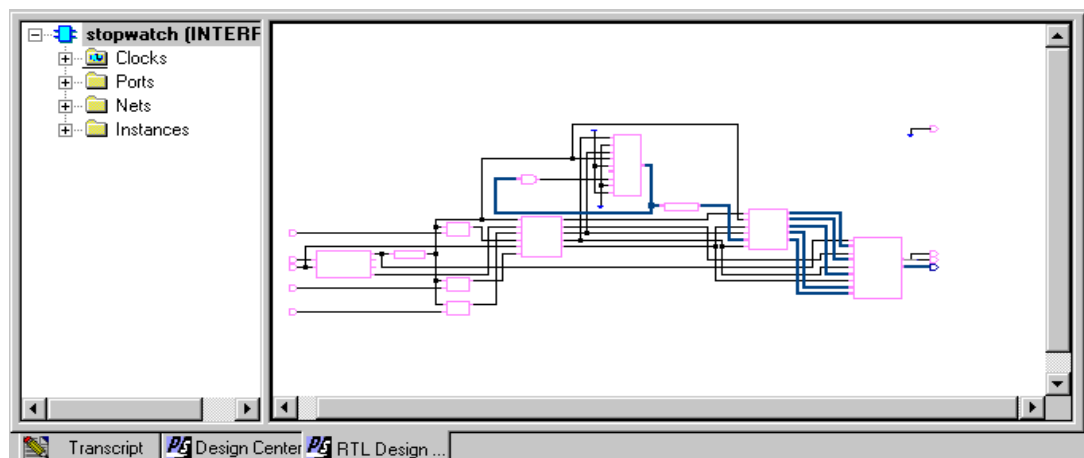 stopwatch (INTERF
Clocks
Ports
Nets
Instances
Transcript
Design Center
RTL Design ...